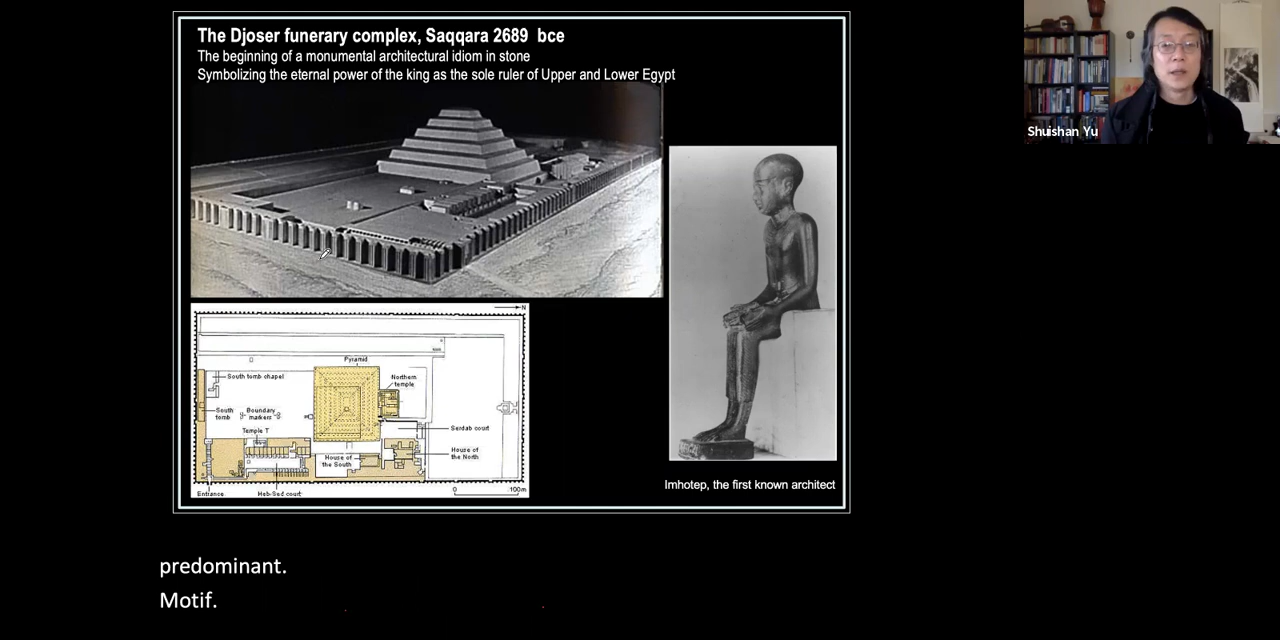 The Djoser funerary complex, Saqqara 2689 bce
The beginning of a monumental architectural idiom in stone
Symbolizing the eternal power of the king as the sole ruler of Upper and Lower Egypt
Shuishan Yu
N
Pyramid
South tomb chapel
Northern
temple
South
tomb
Boundary
markers
Temple T
Serdab court
House of
the South
House of
the North
Entrance
Heb-Sed court
0
100m
Imhotep, the first known architect
predominant.
Motif.